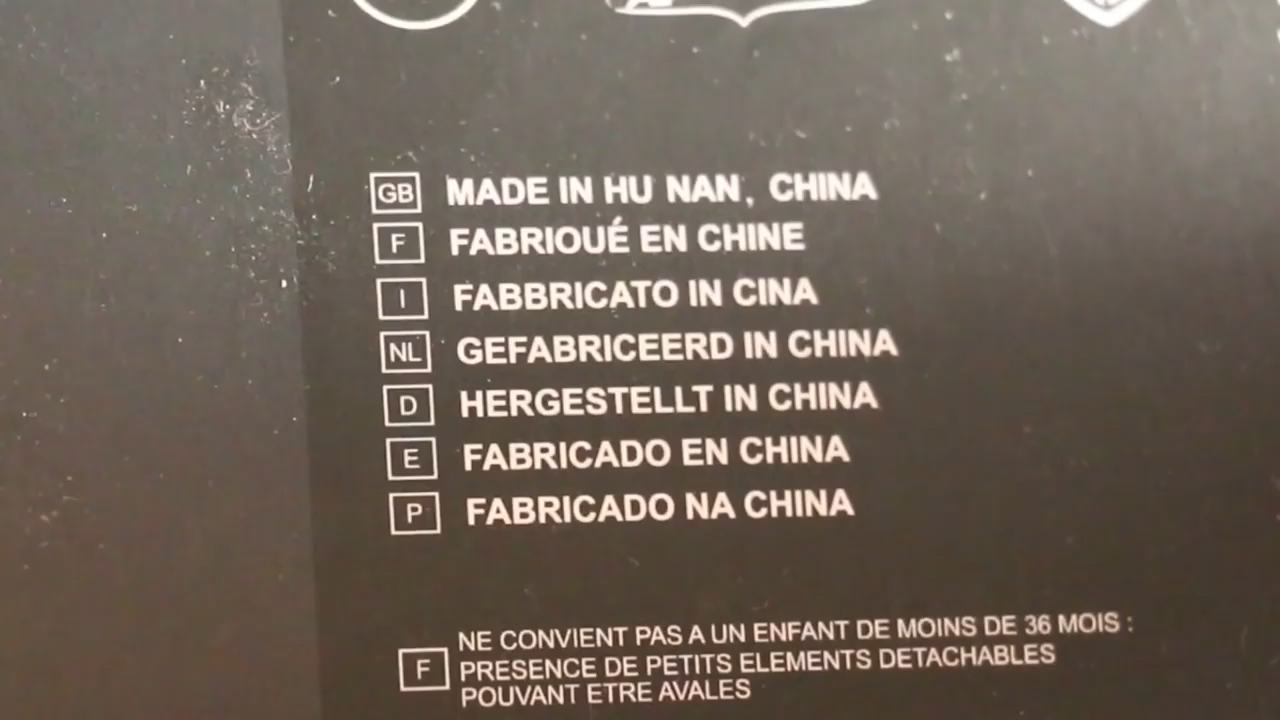 GB MADE IN HU NAN, CHINA
F FABRIOUÉ EN CHINE
I FABBRICATO IN CINA
NL GEFABRICEERD IN CHINA
D HERGESTELLT IN CHINA
E FABRICADO EN CHINA
P FABRICADO NA CHINA
F NE CONVIENT PAS A UN ENFANT DE MOINS DE 36 MOIS :
PRESENCE DE PETITS ELEMENTS DETACHABLES
POUVANT ETRE AVALES